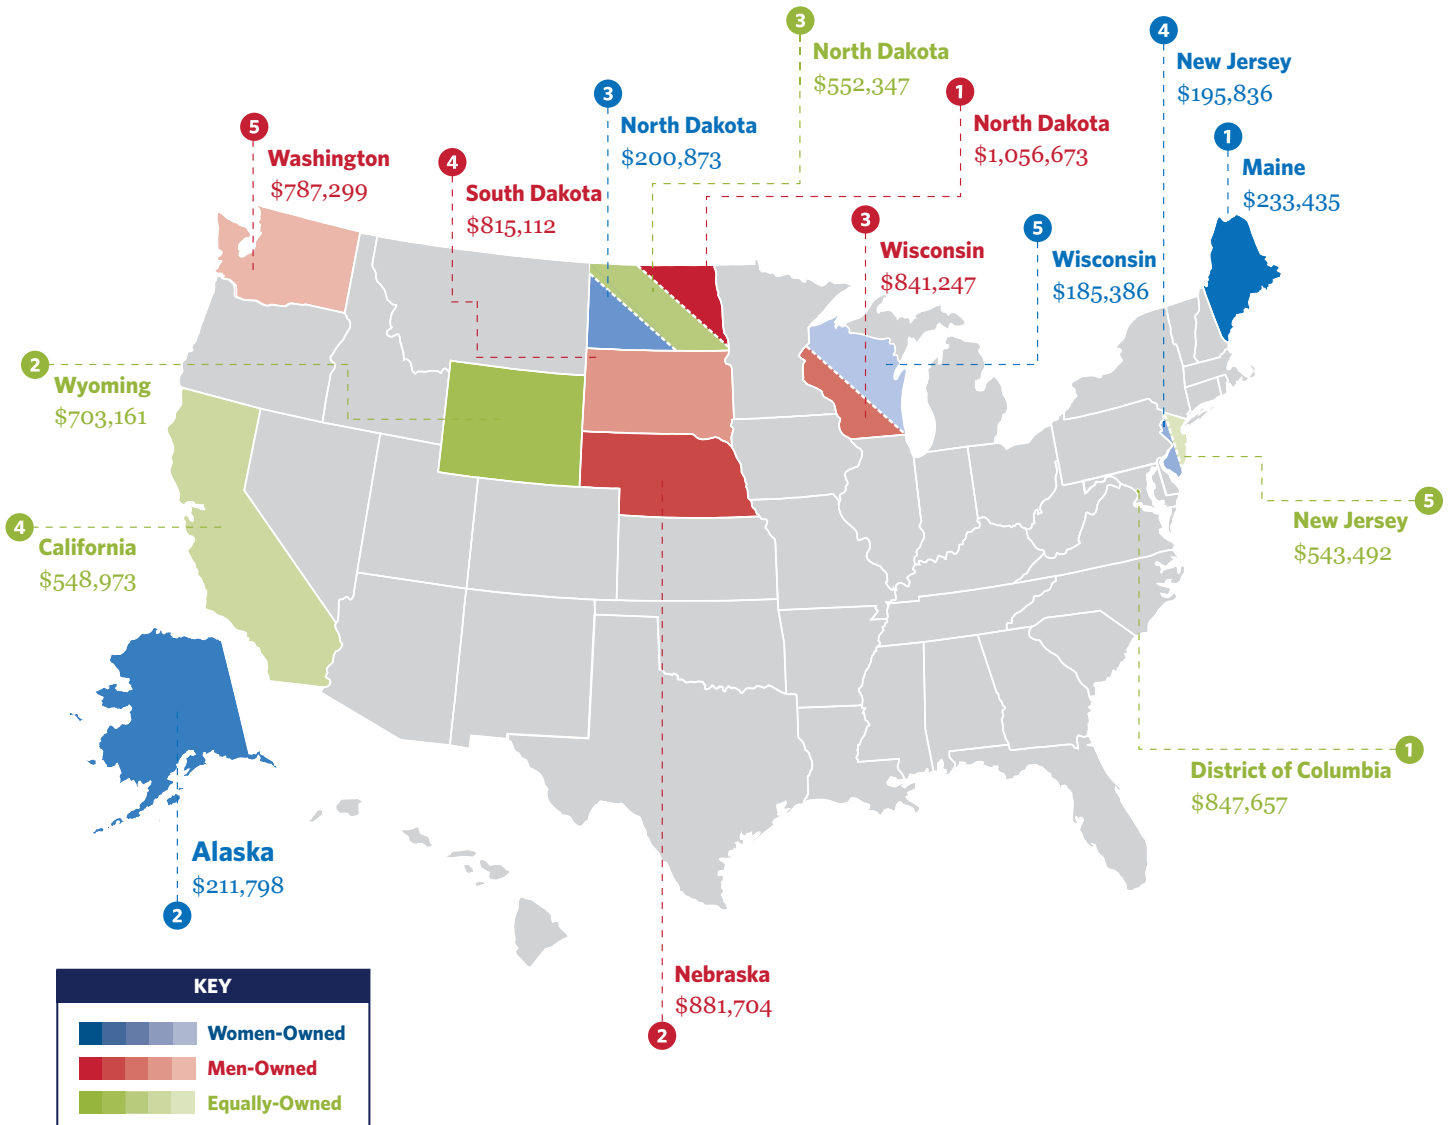 3
North Dakota
$552,347
4
New Jersey
$195,836
3
North Dakota
$200,873
1
North Dakota
$1,056,673
5
Washington
$787,299
4
South Dakota
$815,112
1
Maine
$233,435
3
Wisconsin
$841,247
5
Wisconsin
$185,386
2
Wyoming
$703,161
4
California
$548,973
5
New Jersey
$543,492
1
District of Columbia
$847,657
Alaska
$211,798
2
Nebraska
$881,704
2
KEY
Women-Owned
Men-Owned
Equally-Owned